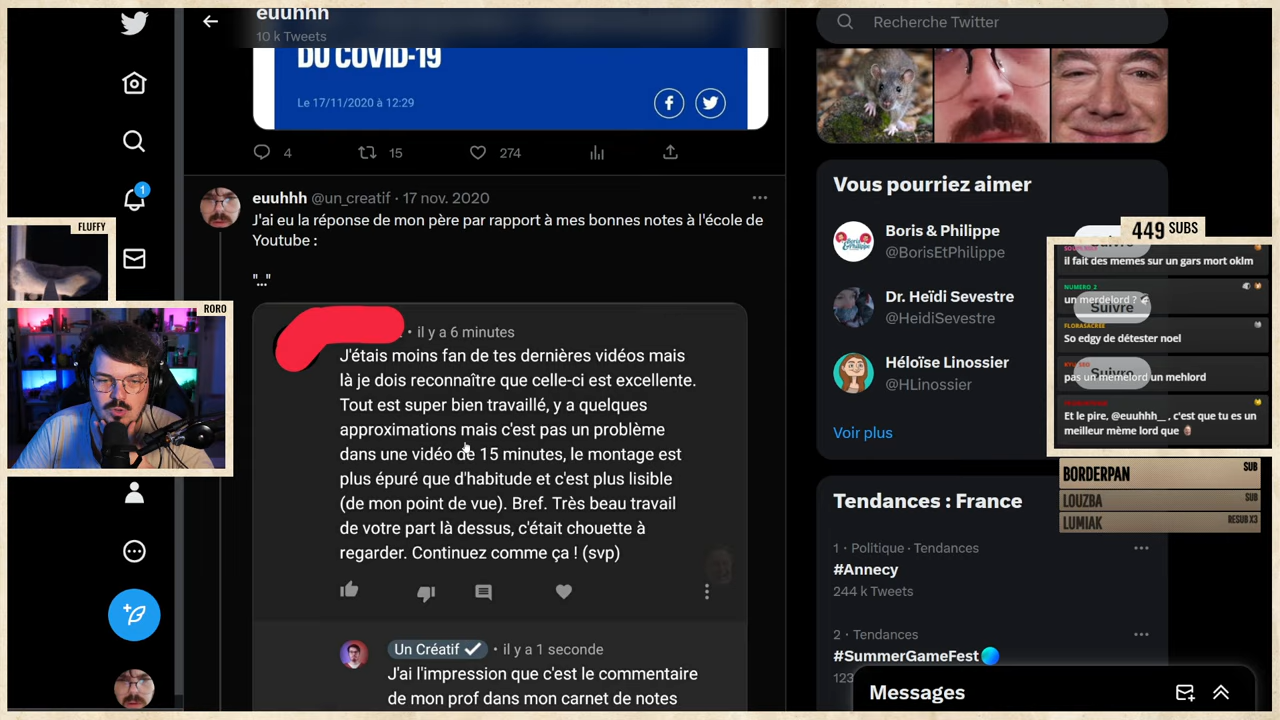 euuhhh
10 k Tweets
Recherche Twitter
DU COVID-19
Le 17/11/2020 à 12:29
4
15
274
euuhhh @un_creatif · 17 nov. 2020
J'ai eu la réponse de mon père par rapport à mes bonnes notes à l'école de
Youtube :
"..."
• il y a 6 minutes
J'étais moins fan de tes dernières vidéos mais
là je dois reconnaître que celle-ci est excellente.
Tout est super bien travaillé, y a quelques
approximations mais c'est pas un problème
dans une vidéo de 15 minutes, le montage est
plus épuré que d'habitude et c'est plus lisible
(de mon point de vue). Bref. Très beau travail
de votre part là dessus, c'était chouette à
regarder. Continuez comme ça ! (svp)
Un Créatif • il y a 1 seconde
J'ai l'impression que c'est le commentaire
de mon prof dans mon carnet de notes
1
FLUFFY
RORO
Vous pourriez aimer
Boris & Philippe
@BorisEtPhilippe
Suivre
Dr. Heïdi Sevestre
@HeidiSevestre
Suivre
Héloïse Linossier
@HLinossier
Suivre
Voir plus
449 SUBS
il fait des memes sur un gars mort oklm
NUMERO 2
un merdelord ?
FLORASACREE
So edgy de détester noel
pas un memelord un mehlord
Et le pire, @euuhhh__ , c'est que tu es un
meilleur mème lord que
BORDERPAN SUB
LOUZBA SUB
LUMIAK RESUB X3
Tendances : France
1 · Politique · Tendances
#Annecy
244 k Tweets
2 · Tendances
#SummerGameFest
Messages